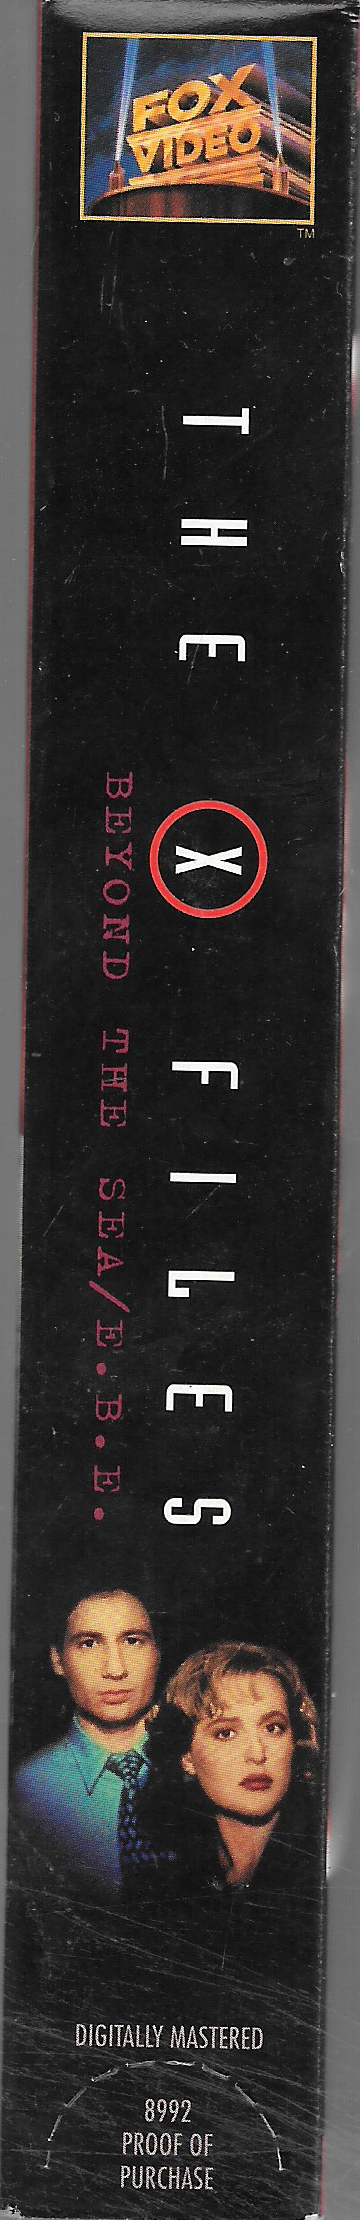 FOX
VIDEO
TM
THE X FILES
BEYOND THE SEA/E.B.E.
DIGITALLY MASTERED
8992
PROOF OF
PURCHASE